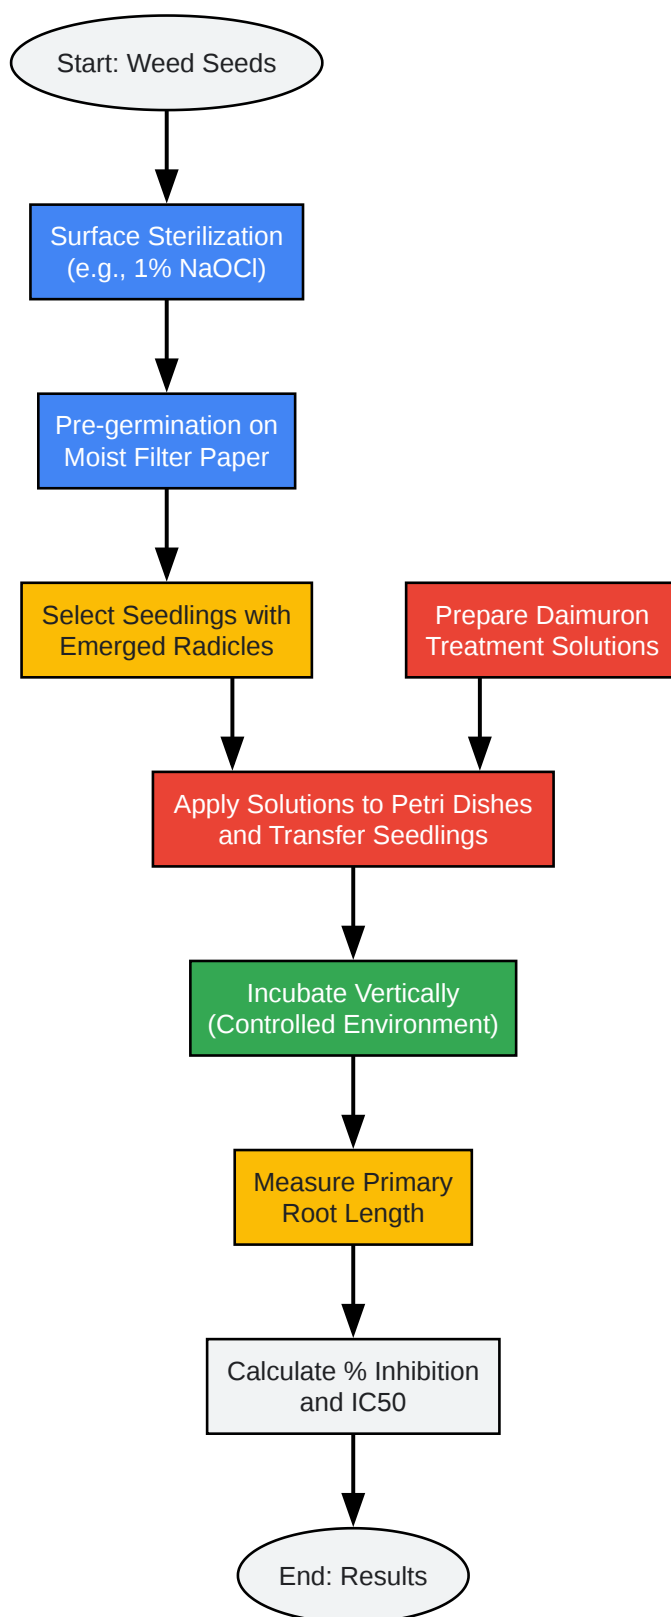 Start: Weed Seeds
Surface Sterilization
(e.g., 1% NaOCl)
Pre-germination on
Moist Filter Paper
Select Seedlings with
Emerged Radicles
Prepare Daimuron
Treatment Solutions
Apply Solutions to Petri Dishes
and Transfer Seedlings
Incubate Vertically
(Controlled Environment)
Measure Primary
Root Length
Calculate % Inhibition
and IC50
End: Results